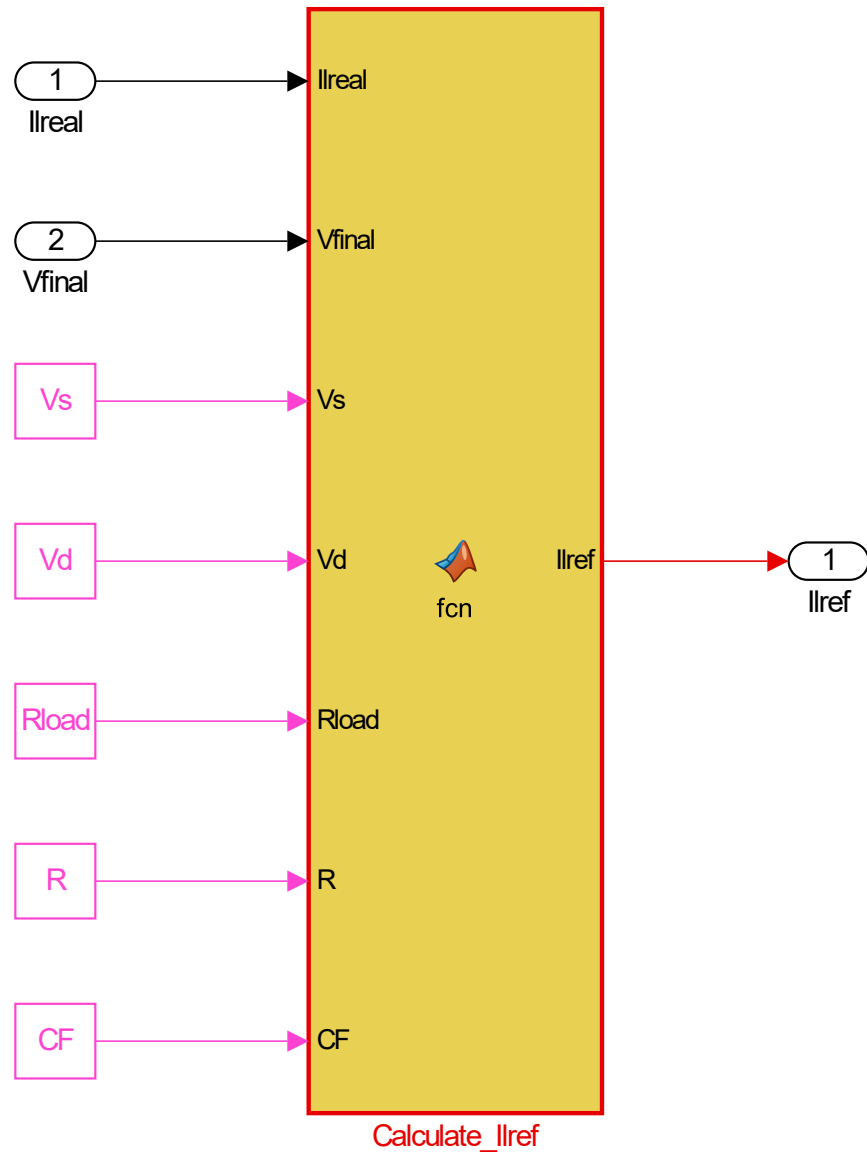 1
Ilreal
Ilreal
2
Vfinal
Vfinal
Vs
Vs
Vd
Vd
fcn
Ilref
1
Ilref
Rload
Rload
R
R
CF
CF
Calculate_Ilref